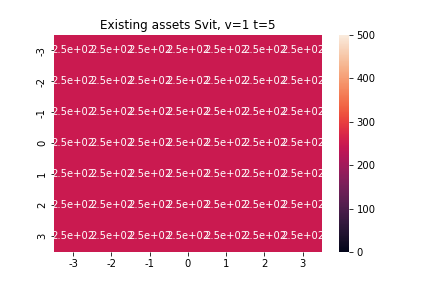 Existing assets Svit, v=1 t=5
-3 2.5e+02 2.5e+02 2.5e+02 2.5e+02 2.5e+02 2.5e+02 2.5e+02
-2 2.5e+02 2.5e+02 2.5e+02 2.5e+02 2.5e+02 2.5e+02 2.5e+02
-1 2.5e+02 2.5e+02 2.5e+02 2.5e+02 2.5e+02 2.5e+02 2.5e+02
0 2.5e+02 2.5e+02 2.5e+02 2.5e+02 2.5e+02 2.5e+02 2.5e+02
1 2.5e+02 2.5e+02 2.5e+02 2.5e+02 2.5e+02 2.5e+02 2.5e+02
2 2.5e+02 2.5e+02 2.5e+02 2.5e+02 2.5e+02 2.5e+02 2.5e+02
3 2.5e+02 2.5e+02 2.5e+02 2.5e+02 2.5e+02 2.5e+02 2.5e+02
-3 -2 -1 0 1 2 3
500
400
300
200
100
0